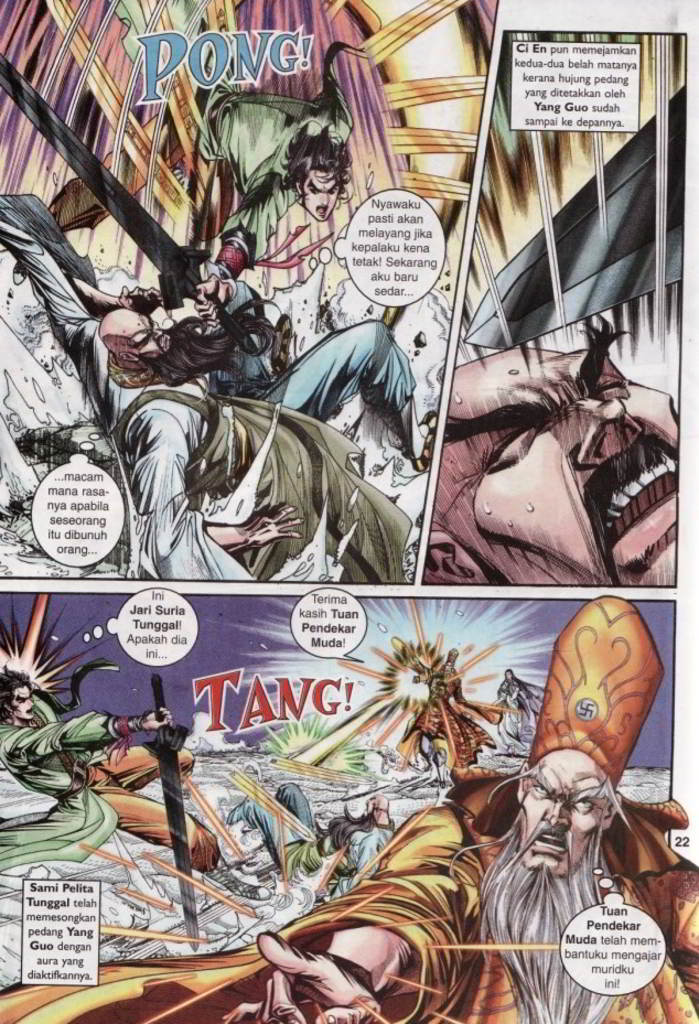 PONG!
Nyawaku
pasti akan
melayang jika
kepalaku kena
tetak! Sekarang
aku baru
sedar...
...macam
mana rasa-
nya apabila
seseorang
itu dibunuh
orang...
Ci En pun memejamkan
kedua-dua belah matanya
kerana hujung pedang
yang ditetakkan oleh
Yang Guo sudah
sampai ke depannya.
Ini
Jari Suria
Tunggal!
Apakah dia
ini...
Terima
kasih Tuan
Pendekar
Muda!
TANG!
Sami Pelita
Tunggal telah
memesongkan
pedang Yang
Guo dengan
aura yang
diaktifkannya.
Tuan
Pendekar
Muda telah mem-
bantuku mengajar
muridku
ini!
22